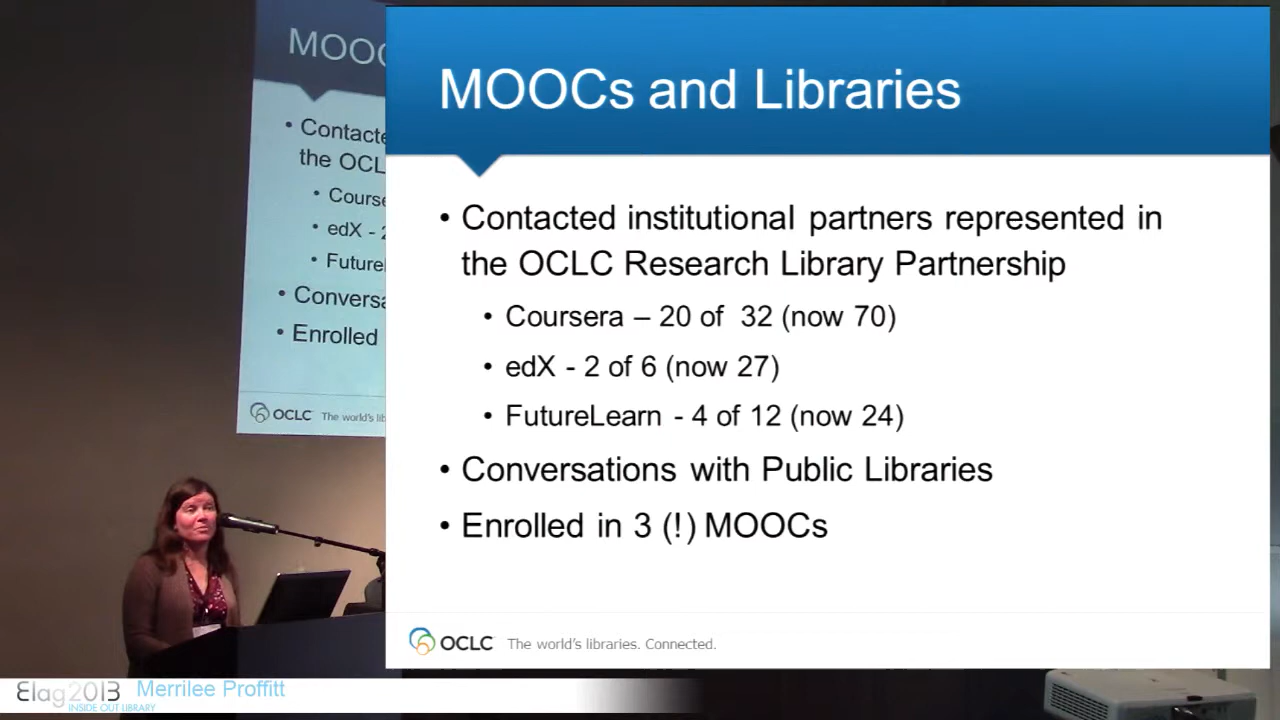 MOOCs and Libraries
• Contacted institutional partners represented in
the OCLC Research Library Partnership
• Coursera – 20 of 32 (now 70)
• edX - 2 of 6 (now 27)
• FutureLearn - 4 of 12 (now 24)
• Conversations with Public Libraries
• Enrolled in 3 (!) MOOCs
OCLC The world's libraries. Connected.
MOOC
• Contacte
the OCL
• Course
• edX - 2
• Future
• Conversa
• Enrolled
OCLC The world's lib
Elag2013 Merrilee Proffitt
INSIDE OUT LIBRARY